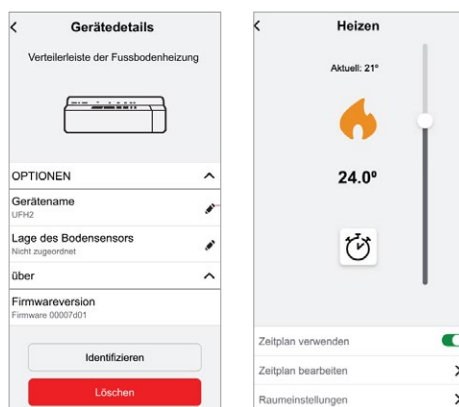 Gerätedetails
Verteilerleiste der Fussbodenheizung
OPTIONEN
Gerätename
UFH2
Lage des Bodensensors
Nicht zugeordnet
über
Firmwareversion
Firmware 00007d01
Identifizieren
Löschen
Heizen
Aktuell: 21°
24.0°
Zeitplan verwenden
Zeitplan bearbeiten
Raumeinstellungen